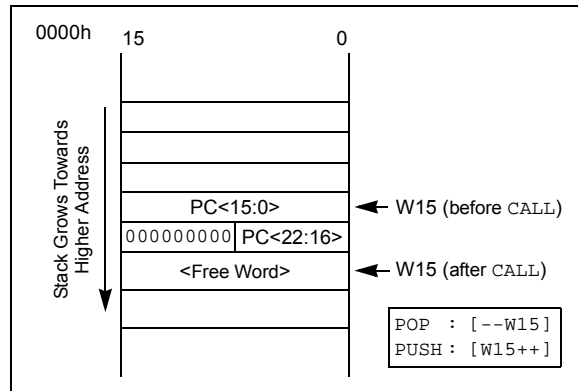 0000h
15 0
Stack Grows Towards
Higher Address
PC<15:0>
W15 (before CALL)
000000000 PC<22:16>
<Free Word>
W15 (after CALL)
POP : [--W15]
PUSH : [W15++]